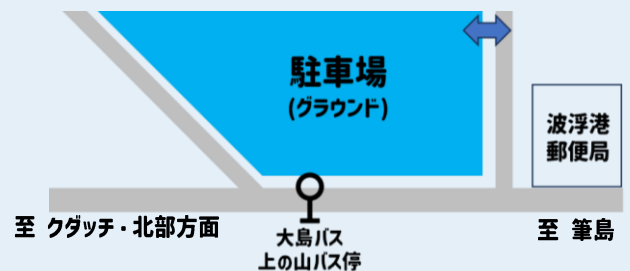 駐車場
(グラウンド)
波浮港
郵便局
至 クダッチ・北部方面
大島バス
上の山バス停
至 筆島